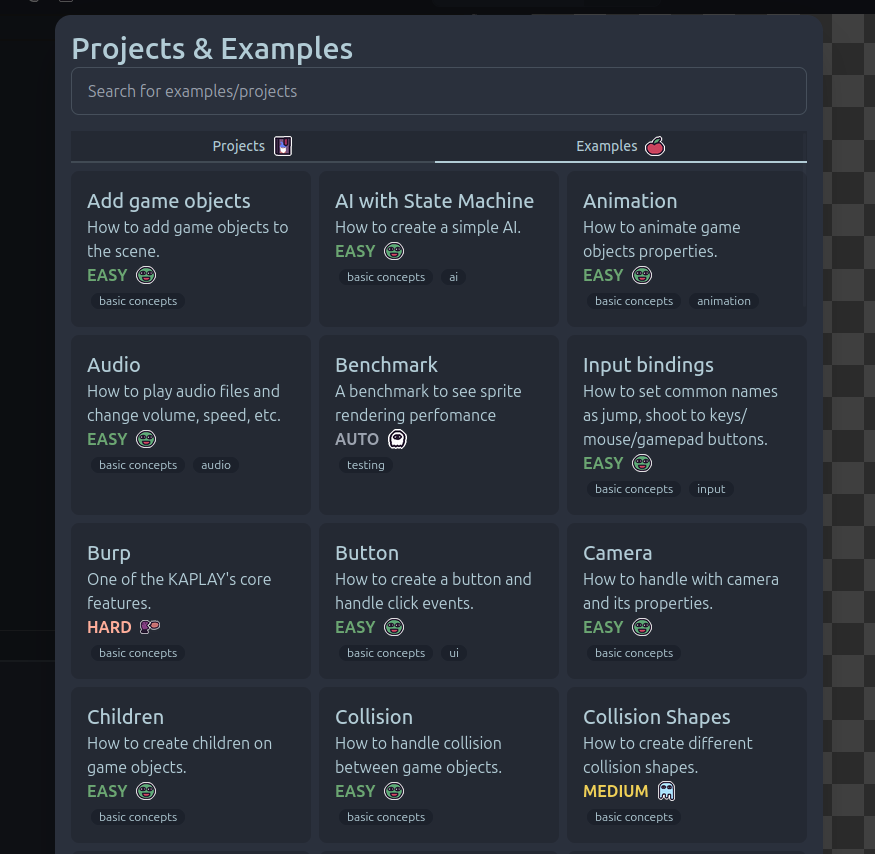 Projects & Examples
Search for examples/projects
Projects
Examples
Add game objects
How to add game objects to
the scene.
EASY
basic concepts
AI with State Machine
How to create a simple AI.
EASY
basic concepts ai
Animation
How to animate game
objects properties.
EASY
basic concepts animation
Audio
How to play audio files and
change volume, speed, etc.
EASY
basic concepts audio
Benchmark
A benchmark to see sprite
rendering perfomance
AUTO
testing
Input bindings
How to set common names
as jump, shoot to keys/
mouse/gamepad buttons.
EASY
basic concepts input
Burp
One of the KAPLAY's core
features.
HARD
basic concepts
Button
How to create a button and
handle click events.
EASY
basic concepts ui
Camera
How to handle with camera
and its properties.
EASY
basic concepts
Children
How to create children on
game objects.
EASY
basic concepts
Collision
How to handle collision
between game objects.
EASY
basic concepts
Collision Shapes
How to create different
collision shapes.
MEDIUM
basic concepts